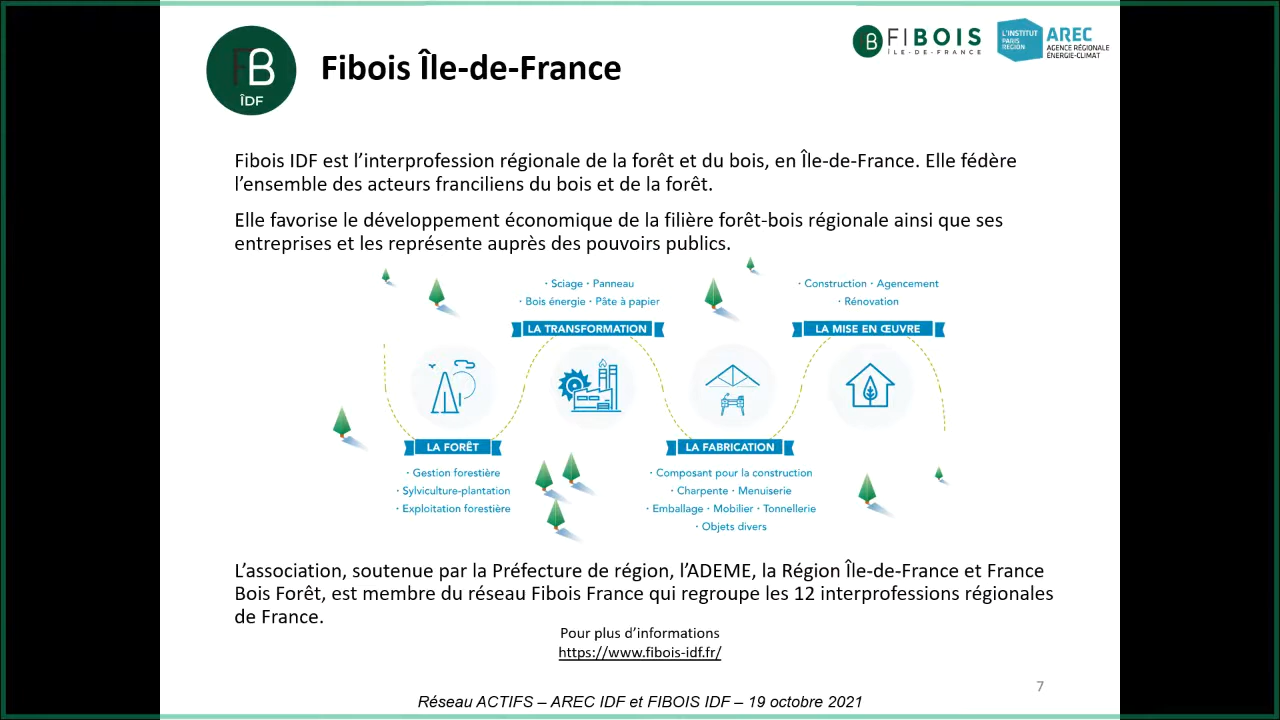 FB
ÎDF
Fibois Île-de-France
B FIBOIS
ÎLE-DE-FRANCE
L'INSTITUT
PARIS
REGION
AREC
AGENCE RÉGIONALE
ÉNERGIE-CLIMAT
Fibois IDF est l’interprofession régionale de la forêt et du bois, en Île-de-France. Elle fédère
l’ensemble des acteurs franciliens du bois et de la forêt.
Elle favorise le développement économique de la filière forêt-bois régionale ainsi que ses
entreprises et les représente auprès des pouvoirs publics.
· Sciage · Panneau
· Bois énergie · Pâte à papier
LA TRANSFORMATION
· Construction · Agencement
· Rénovation
LA MISE EN ŒUVRE
LA FORÊT
· Gestion forestière
· Sylviculture-plantation
· Exploitation forestière
LA FABRICATION
· Composant pour la construction
· Charpente · Menuiserie
· Emballage · Mobilier · Tonnellerie
· Objets divers
L’association, soutenue par la Préfecture de région, l’ADEME, la Région Île-de-France et France
Bois Forêt, est membre du réseau Fibois France qui regroupe les 12 interprofessions régionales
de France.
Pour plus d’informations
https://www.fibois-idf.fr/
7
Réseau ACTIFS – AREC IDF et FIBOIS IDF – 19 octobre 2021